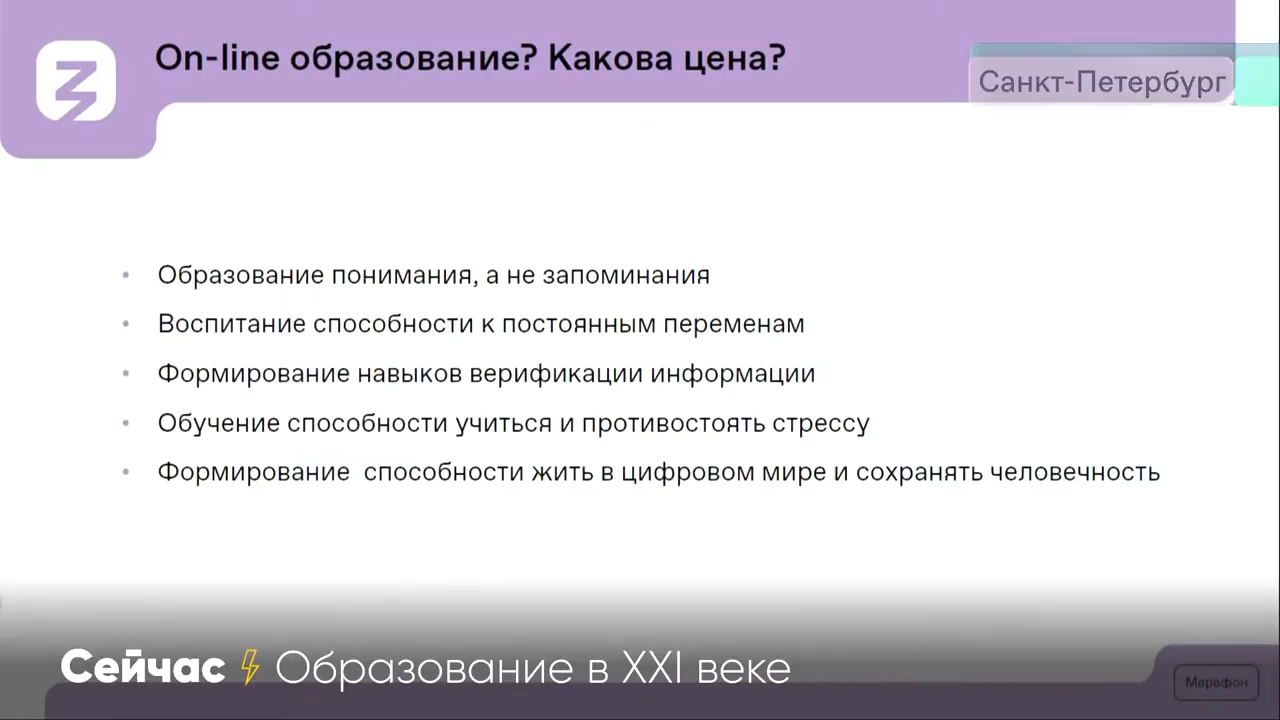 On-line образование? Какова цена?
Санкт-Петербург
Образование понимания, а не запоминания
Воспитание способности к постоянным переменам
Формирование навыков верификации информации
Обучение способности учиться и противостоять стрессу
Формирование способности жить в цифровом мире и сохранять человечность
Сейчас Образование в XXI веке
Марафон